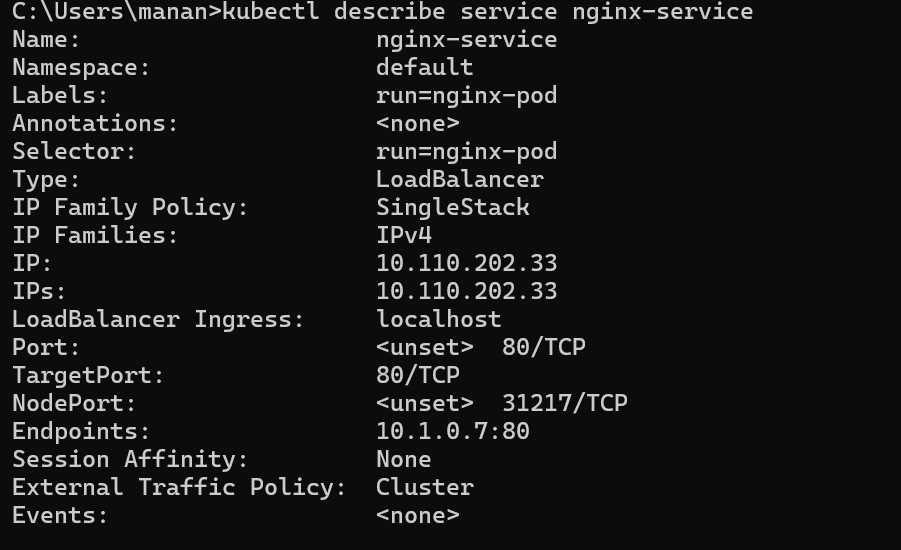 C:\Users\manan>kubectl describe service nginx-service
Name:                     nginx-service
Namespace:                default
Labels:                   run=nginx-pod
Annotations:              <none>
Selector:                 run=nginx-pod
Type:                     LoadBalancer
IP Family Policy:         SingleStack
IP Families:              IPv4
IP:                       10.110.202.33
IPs:                      10.110.202.33
LoadBalancer Ingress:     localhost
Port:                     <unset>  80/TCP
TargetPort:               80/TCP
NodePort:                 <unset>  31217/TCP
Endpoints:                10.1.0.7:80
Session Affinity:         None
External Traffic Policy:  Cluster
Events:                   <none>